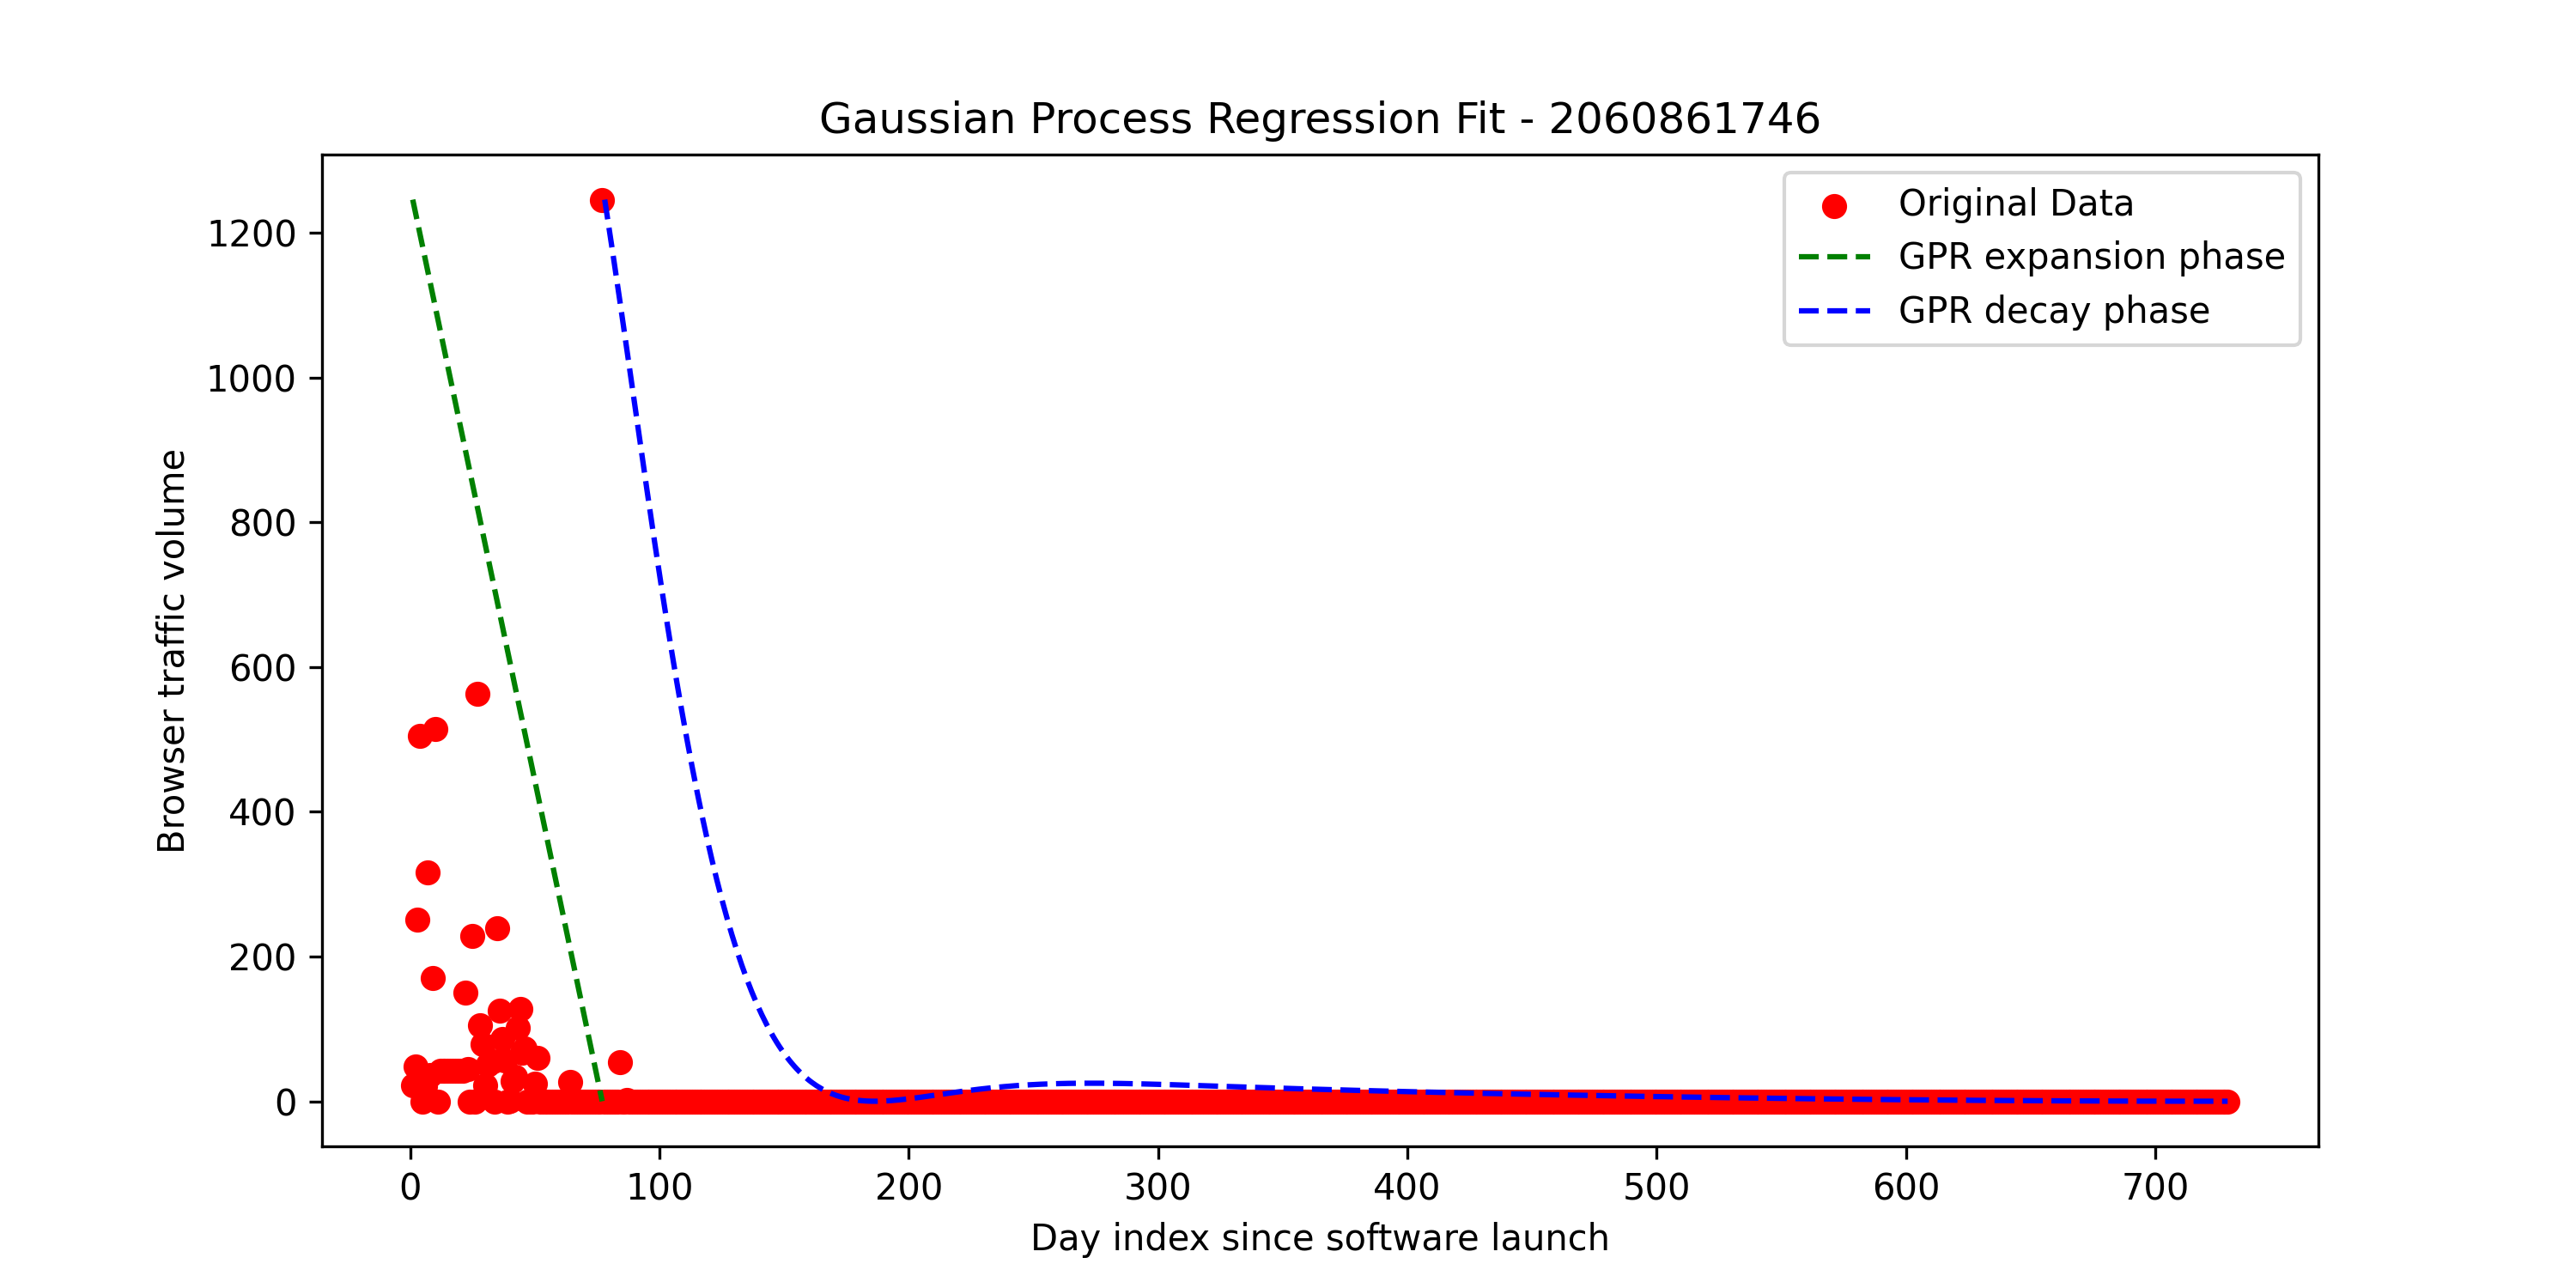 Gaussian Process Regression Fit - 2060861746
Original Data
GPR expansion phase
GPR decay phase
Browser traffic volume
1200
1000
800
600
400
200
0
0 100 200 300 400 500 600 700
Day index since software launch